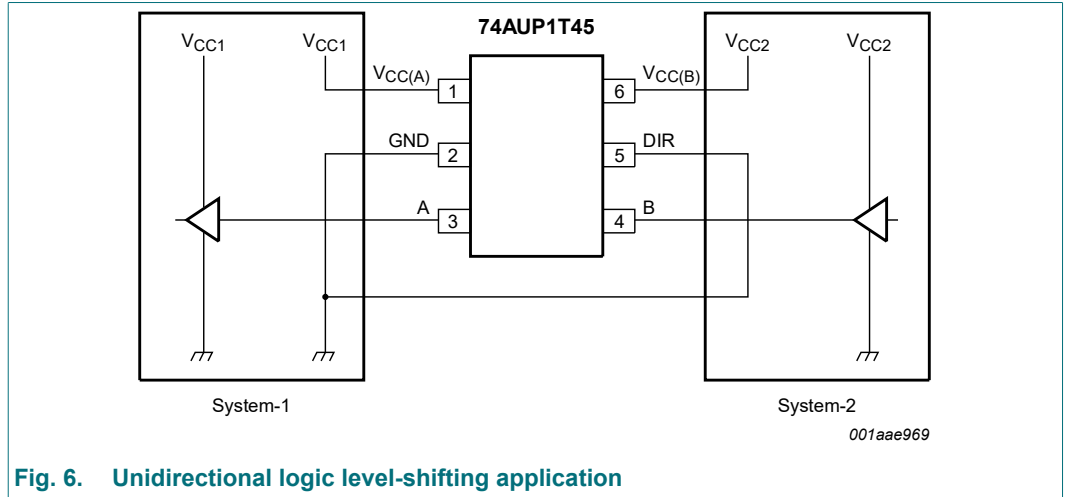 74AUP1T45
VCC1 VCC1 VCC2 VCC2
VCC(A) VCC(B)
1 6
GND DIR
2 5
A B
3 4
System-1 System-2
001aae969
Fig. 6. Unidirectional logic level-shifting application